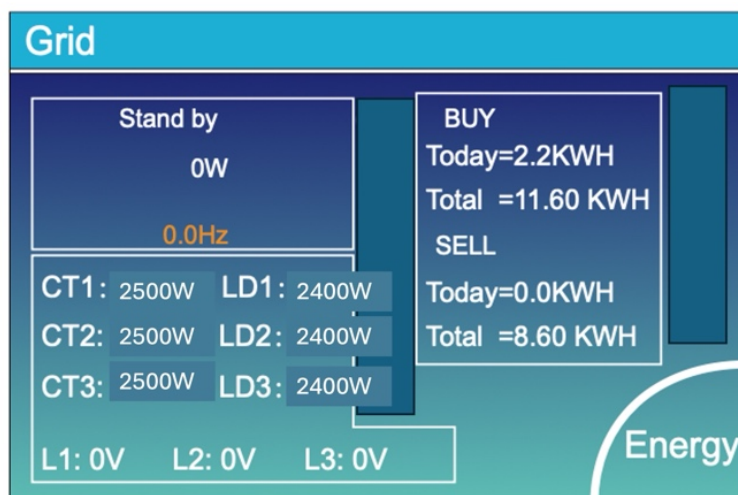 Grid
Stand by
0W
0.0Hz
CT1: 2500W LD1: 2400W
CT2: 2500W LD2: 2400W
CT3: 2500W LD3: 2400W
L1: 0V L2: 0V L3: 0V
BUY
Today=2.2KWH
Total =11.60 KWH
SELL
Today=0.0KWH
Total =8.60 KWH
Energy